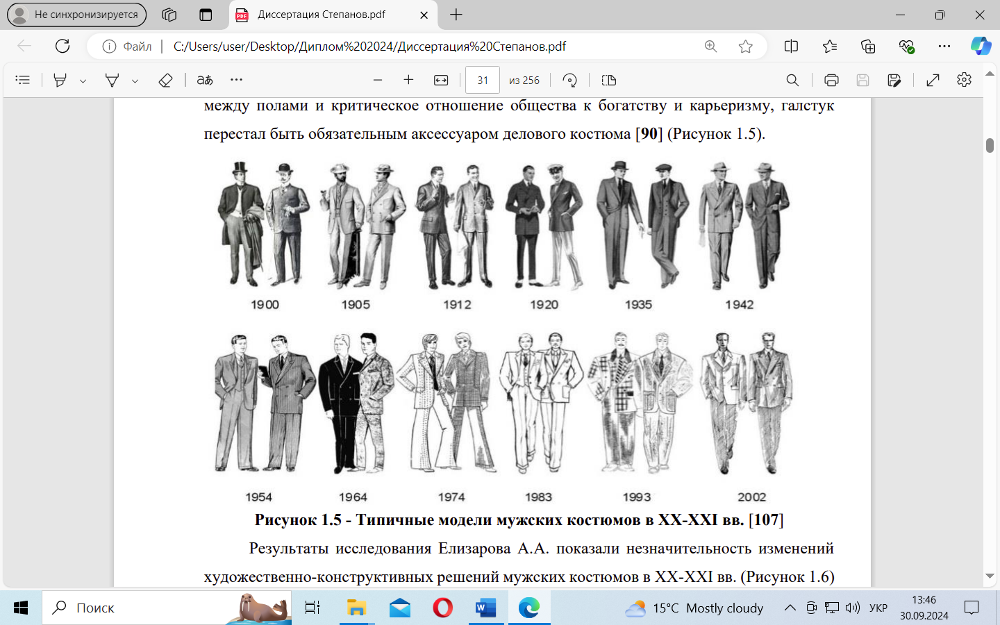 Не синхронизируется
Диссертация Степанов.pdf
Файл
C:/Users/user/Desktop/Диплом%202024/Диссертация%20Степанов.pdf
31 из 256
между полами и критическое отношение общества к богатству и карьеризму, галстук
перестал быть обязательным аксессуаром делового костюма [90] (Рисунок 1.5).
1900 1905 1912 1920 1935 1942
1954 1964 1974 1983 1993 2002
Рисунок 1.5 - Типичные модели мужских костюмов в XX-XXI вв. [107]
Результаты исследования Елизарова А.А. показали незначительность изменений
художественно-конструктивных решений мужских костюмов в XX-XXI вв. (Рисунок 1.6)
Поиск
15°C Mostly cloudy
УКР
13:46
30.09.2024